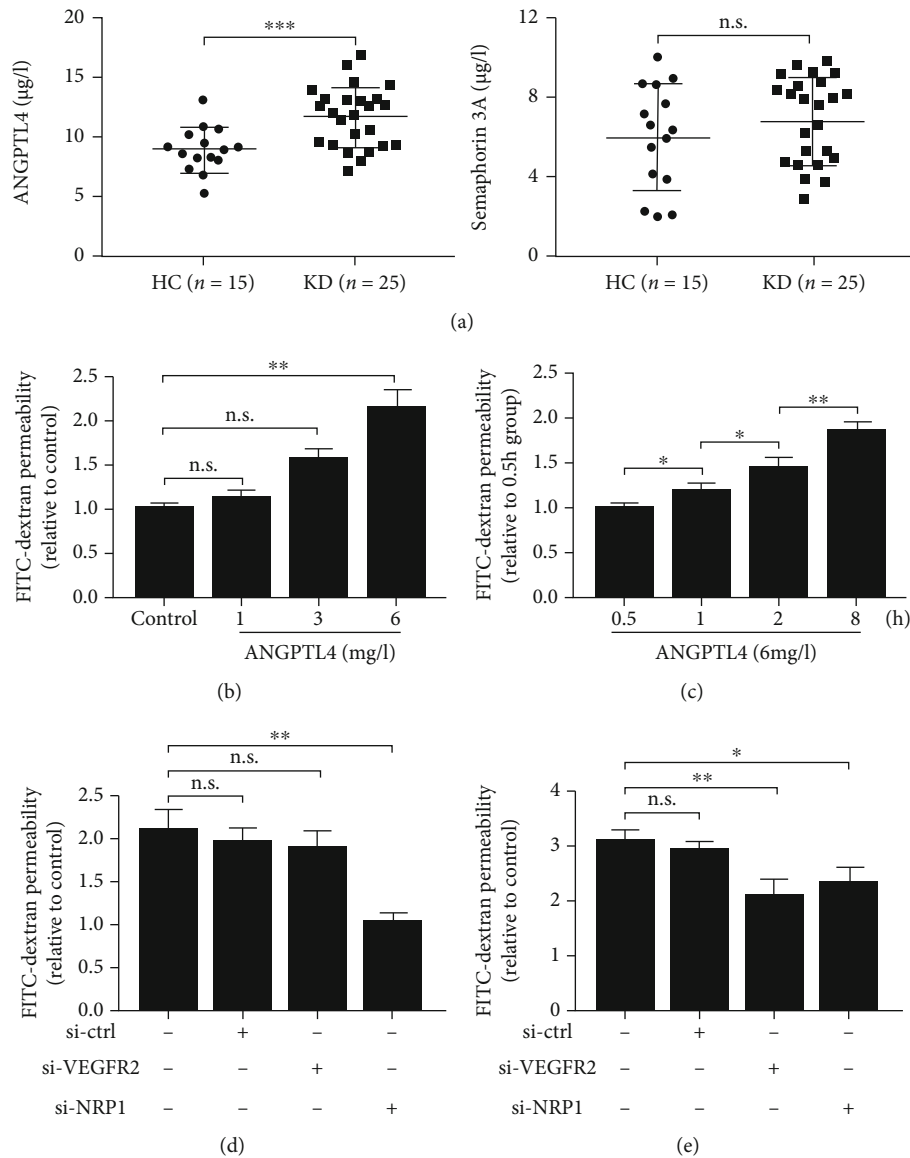 20
15
10
5
0
ANGPTL4 (μg/l)
***
HC (n = 15)
KD (n = 25)
12
8
4
0
Semaphorin 3A (μg/l)
n.s.
HC (n = 15)
KD (n = 25)
(a)
2.5
2.0
1.5
1.0
0.5
0.0
FITC-dextran permeability
(relative to control)
**
n.s.
n.s.
Control
1
3
6
ANGPTL4 (mg/l)
(b)
2.5
2.0
1.5
1.0
0.5
0.0
FITC-dextran permeability
(relative to 0.5h group)
**
*
*
0.5
1
2
8
(h)
ANGPTL4 (6mg/l)
(c)
2.5
2.0
1.5
1.0
0.5
0.0
FITC-dextran permeability
(relative to control)
**
n.s.
n.s.
si-ctrl – + – –
si-VEGFR2 – – + –
si-NRP1 – – – +
(d)
4
3
2
1
0
FITC-dextran permeability
(relative to control)
*
**
n.s.
si-ctrl – + – –
si-VEGFR2 – – + –
si-NRP1 – – – +
(e)